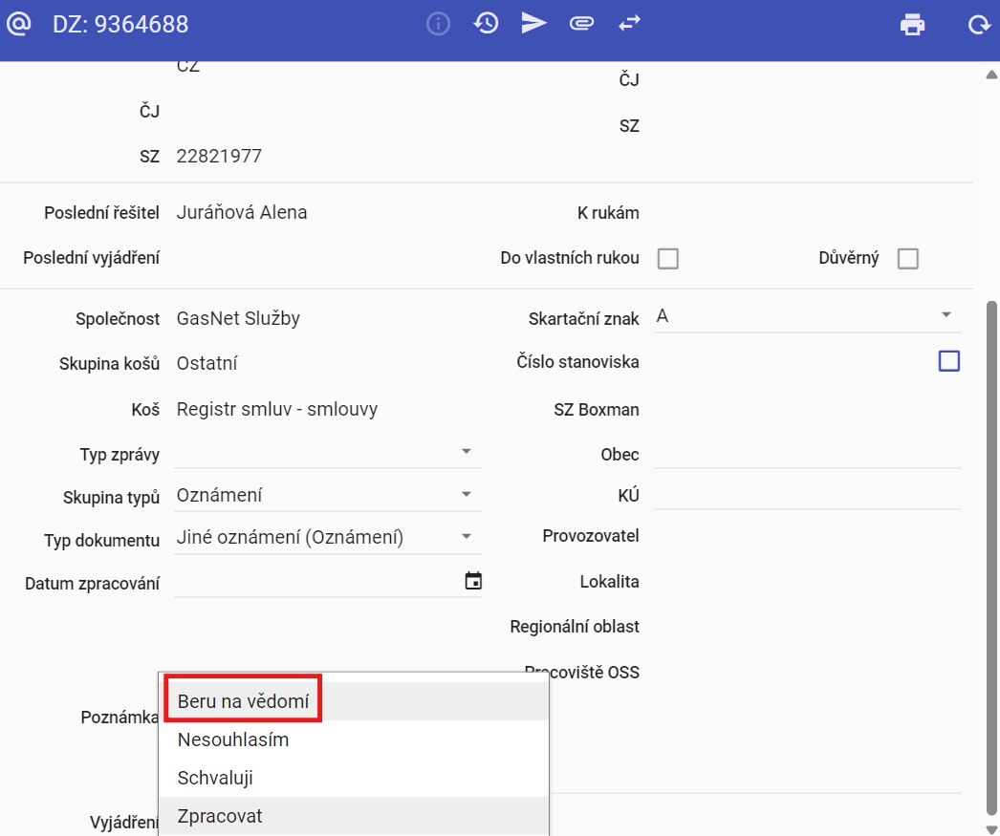 DZ: 9364688
CZ
ČJ
ČJ
SZ
SZ 22821977
Poslední řešitel Juráňová Alena
K rukám
Poslední vyjádření
Do vlastních rukou
Důvěrný
Společnost GasNet Služby
Skartační znak A
Skupina košů Ostatní
Číslo stanoviska
Koš Registr smluv - smlouvy
SZ Boxman
Typ zprávy
Obec
Skupina typů Oznámení
KÚ
Typ dokumentu Jiné oznámení (Oznámení)
Provozovatel
Datum zpracování
Lokalita
Regionální oblast
Pracoviště OSS
Poznámka
Beru na vědomí
Nesouhlasím
Schvaluji
Zpracovat
Vyjádření